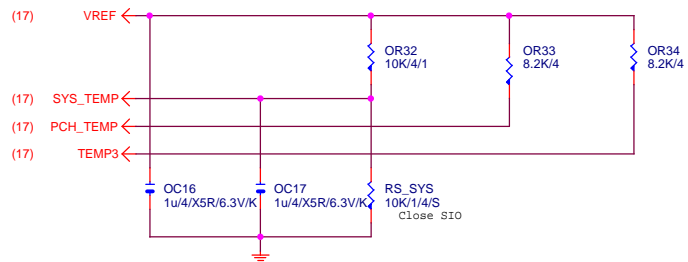 (17) VREF
OR32
10K/4/1
OR33
8.2K/4
OR34
8.2K/4
(17) SYS_TEMP
(17) PCH_TEMP
(17) TEMP3
OC16
1u/4/X5R/6.3V/K
OC17
1u/4/X5R/6.3V/K
RS_SYS
10K/1/4/S
Close SIO